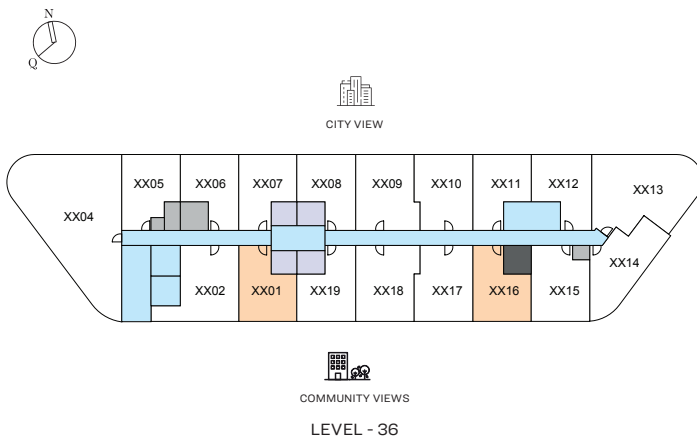 N
Q
CITY VIEW
XX05 XX06 XX07 XX08 XX09 XX10 XX11 XX12 XX13
XX04
XX14
XX02 XX01 XX19 XX18 XX17 XX16 XX15
COMMUNITY VIEWS
LEVEL - 36